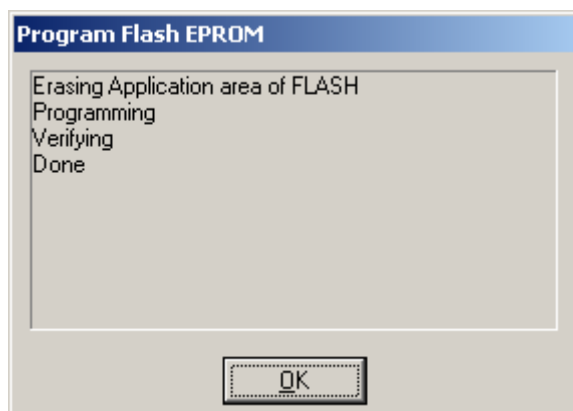 Program Flash EPROM
Erasing Application area of FLASH
Programming
Verifying
Done
OK